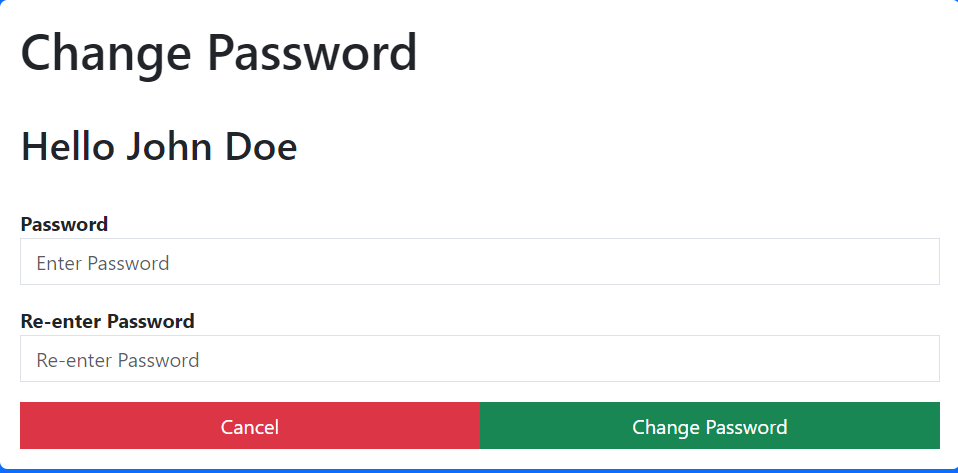 Change Password
Hello John Doe
Password
Enter Password
Re-enter Password
Re-enter Password
Cancel Change Password